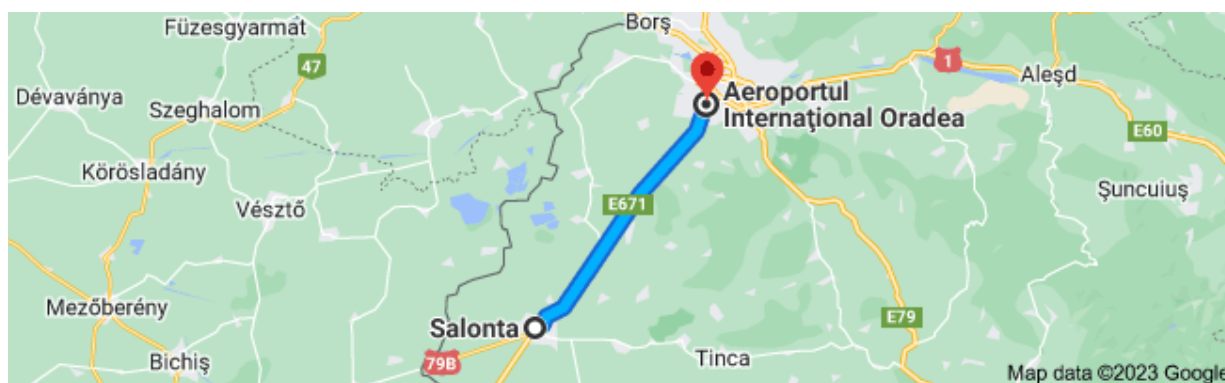 Füzesgyarmat
Borş
47
1
Aleşd
Dévaványa
Szeghalom
Aeroportul
Internaţional Oradea
E60
Körösladány
Vésztő
E671
Şuncuiuş
Mezőberény
Salonta
E79
Bichiş
79B
Tinca
Map data ©2023 Google